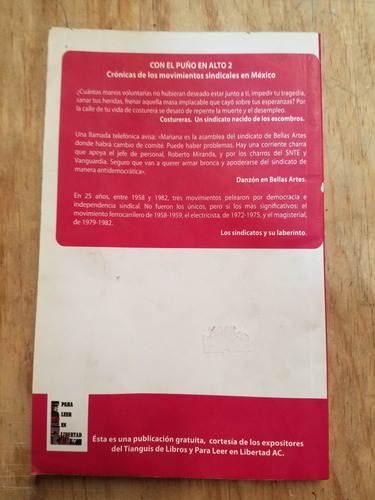 CON EL PUÑO EN ALTO 2
Crónicas de los movimientos sindicales en México
¿Cuántas manos voluntarias no hubieran deseado estar junto a ti, impedir tu tragedia,
sanar tus heridas, frenar aquella masa implacable que cayó sobre tus esperanzas? Por
la calle de tu vida de costurera se desató de repente la muerte y el desempleo.
Costureras. Un sindicato nacido de los escombros.
Una llamada telefónica avisa: «Mañana es la asamblea del sindicato de Bellas Artes
donde habrá cambio de comité. Puede haber problemas. Hay una corriente charra
que apoya el jefe de personal, Roberto Miranda, y por los charros del SNTE y
Vanguardia. Seguro que van a querer armar bronca y apoderarse del sindicato de
manera antidemocrática».
Danzón en Bellas Artes.
En 25 años, entre 1958 y 1982, tres movimientos pelearon por democracia e
independencia sindical. No fueron los únicos, pero si los más significativos: el
movimiento ferrocarrilero de 1958-1959, el electricista, de 1972-1975, y el magisterial,
de 1979-1982.
Los sindicatos y su laberinto.
PARA
LEER
EN
LIBERTAD
Ésta es una publicación gratuita, cortesía de los expositores
del Tianguis de Libros y Para Leer en Libertad AC.